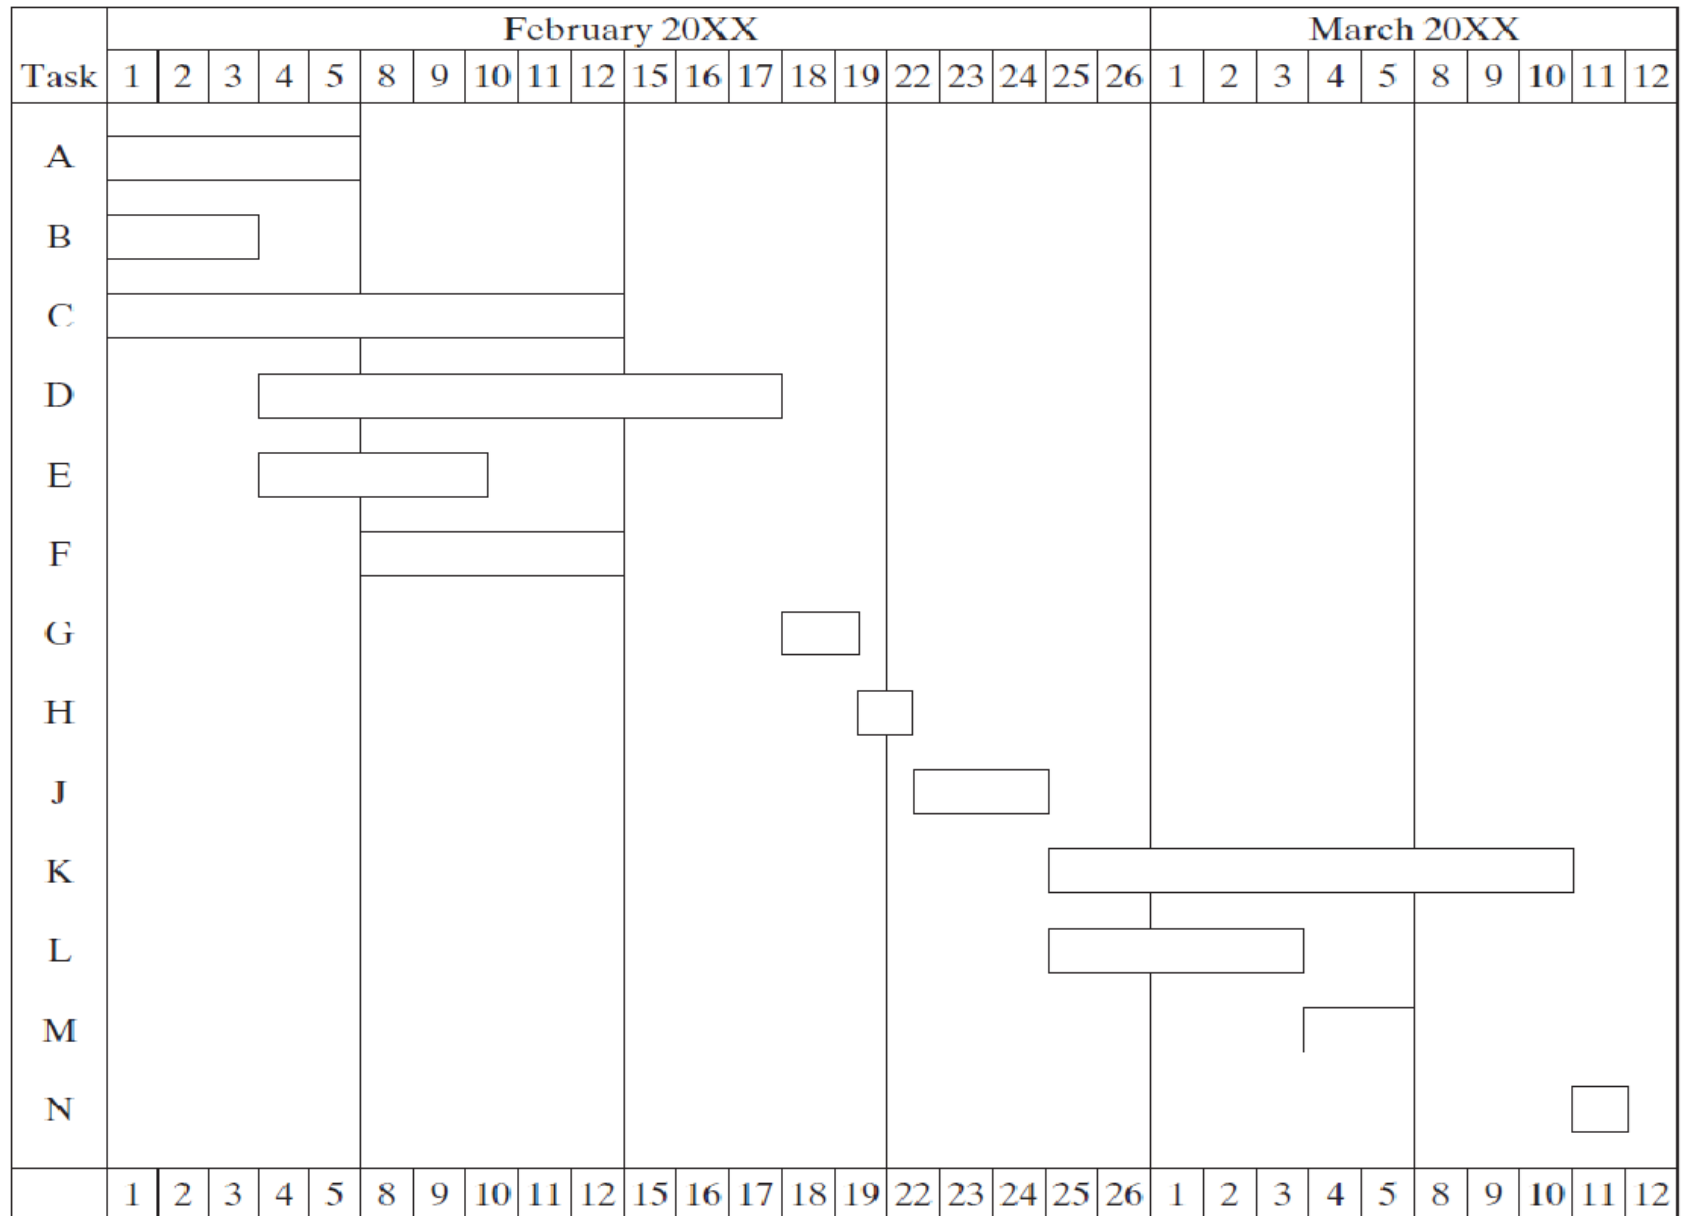 February 20XX March 20XX
Task 1 2 3 4 5 8 9 10 11 12 15 16 17 18 19 22 23 24 25 26 1 2 3 4 5 8 9 10 11 12
A
B
C
D
E
F
G
H
J
K
L
M
N
1 2 3 4 5 8 9 10 11 12 15 16 17 18 19 22 23 24 25 26 1 2 3 4 5 8 9 10 11 12